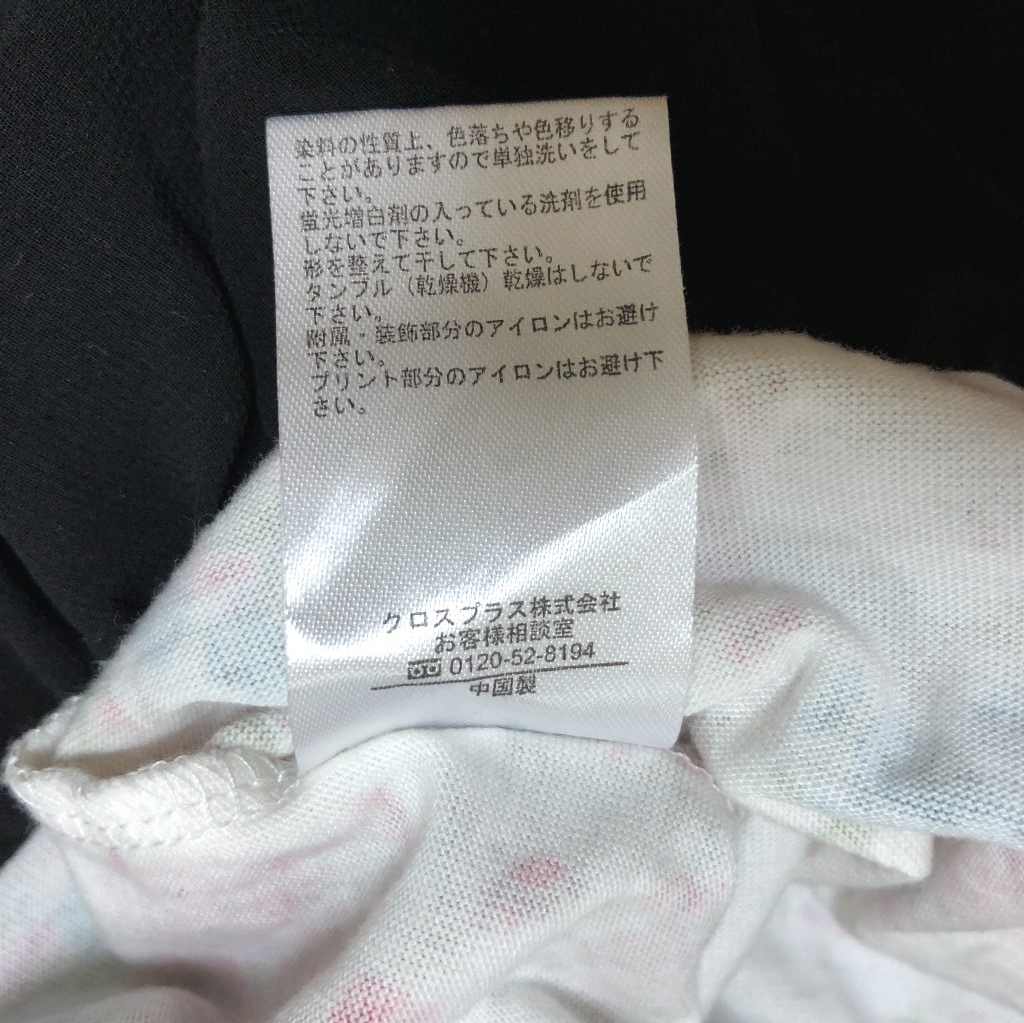 染料の性質上、色落ちや色移りする
ことがありますので単独洗いをして
下さい。
蛍光増白剤の入っている洗剤を使用
しないで下さい。
形を整えて干して下さい。
タンブル（乾燥機）乾燥はしないで
下さい。
附属・装飾部分のアイロンはお避け
下さい。
プリント部分のアイロンはお避け下
さい。
クロスプラス株式会社
お客様相談室
0120-52-8194
中国製